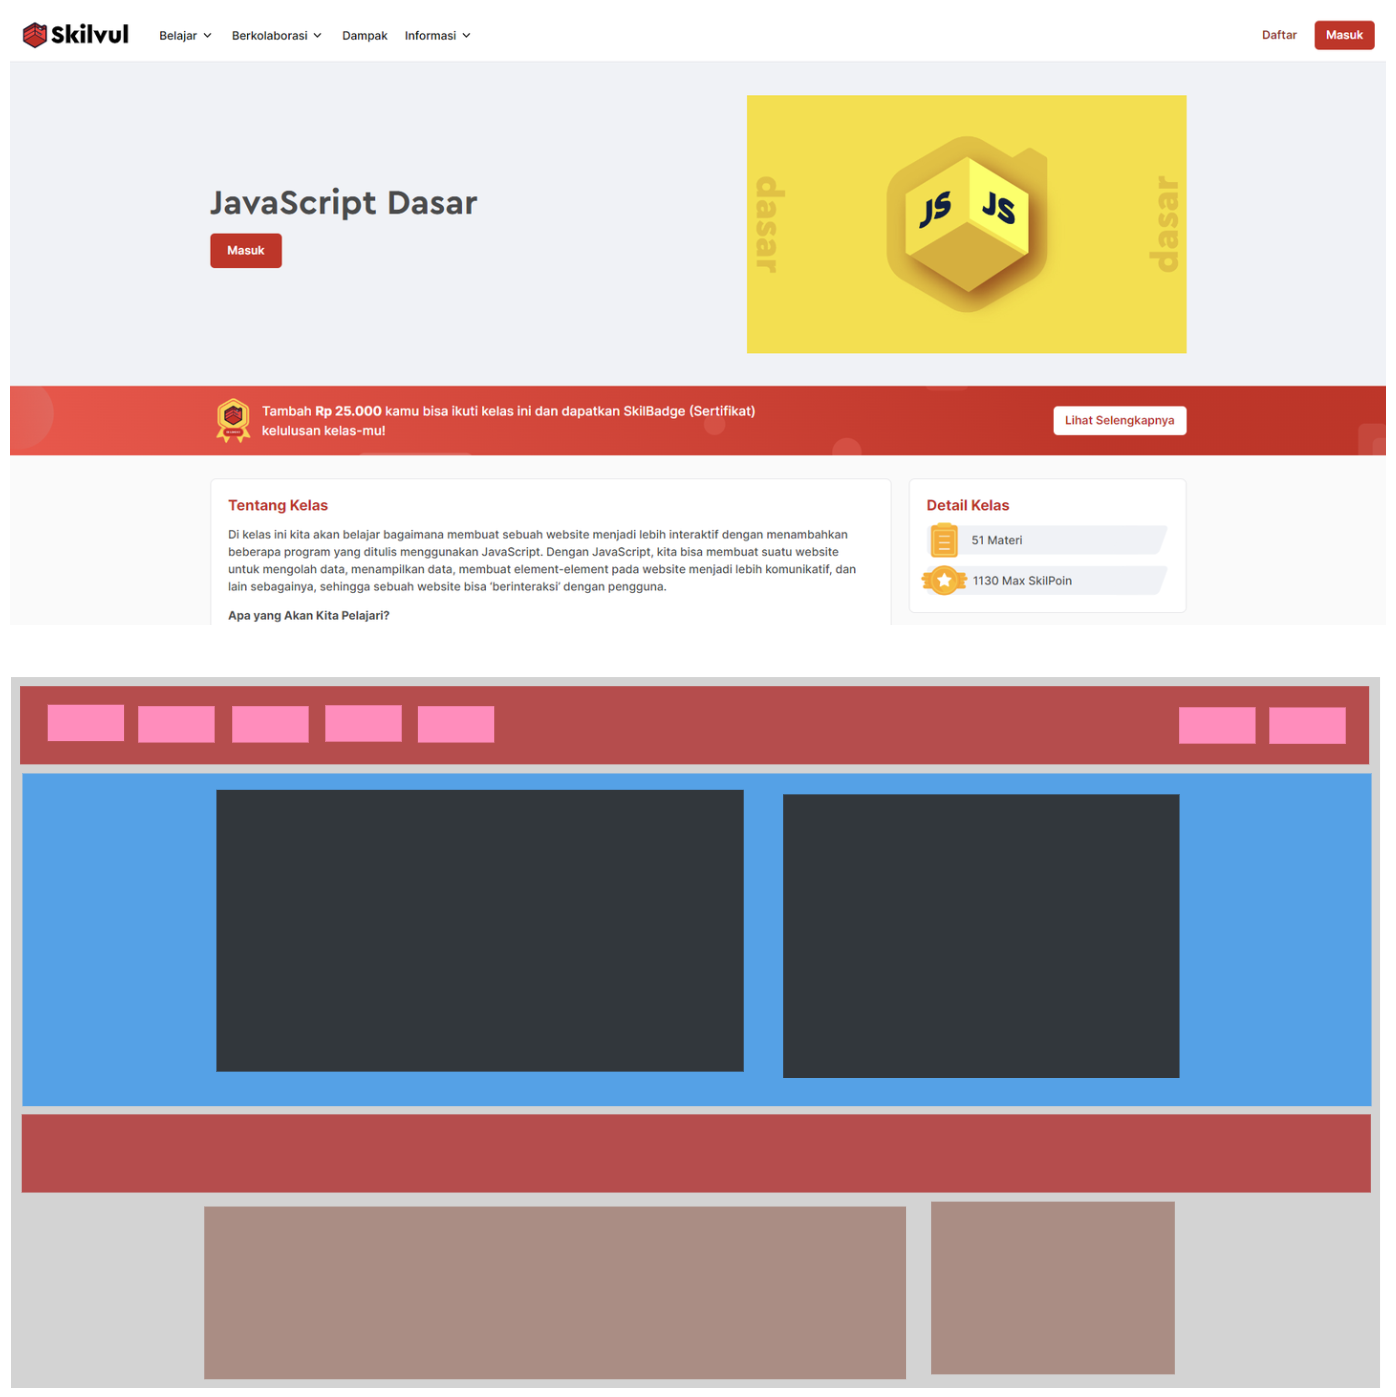 Skilvul
Belajar
Berkolaborasi
Dampak
Informasi
Daftar
Masuk
JavaScript Dasar
Masuk
dasar
JS JS
dasar
Tambah Rp 25.000 kamu bisa ikuti kelas ini dan dapatkan SkilBadge (Sertifikat)
kelulusan kelas-mu!
Lihat Selengkapnya
Tentang Kelas
Di kelas ini kita akan belajar bagaimana membuat sebuah website menjadi lebih interaktif dengan menambahkan
beberapa program yang ditulis menggunakan JavaScript. Dengan JavaScript, kita bisa membuat suatu website
untuk mengolah data, menampilkan data, membuat element-element pada website menjadi lebih komunikatif, dan
lain sebagainya, sehingga sebuah website bisa 'berinteraksi' dengan pengguna.
Apa yang Akan Kita Pelajari?
Detail Kelas
51 Materi
1130 Max SkilPoin